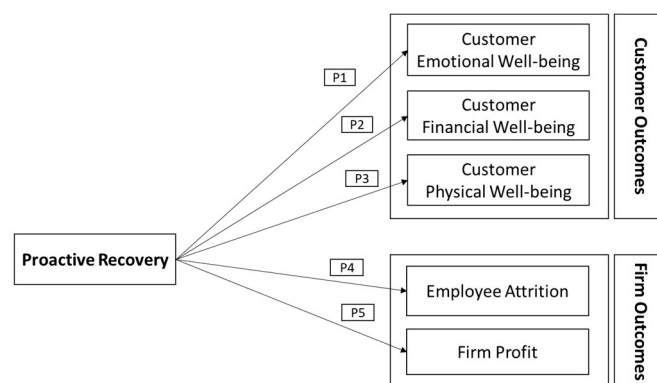 Customer
Emotional Well-being
P1
Customer
Financial Well-being
P2
Customer
Physical Well-being
P3
Customer Outcomes
Proactive Recovery
P4
Employee Attrition
P5
Firm Profit
Firm Outcomes